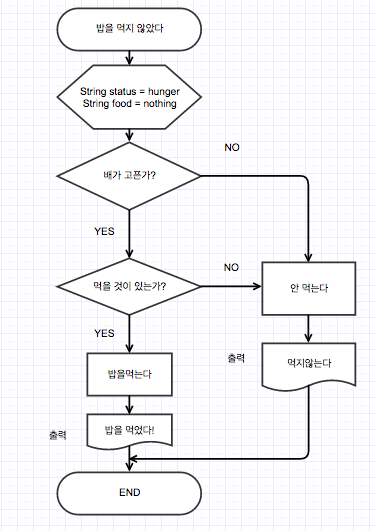 밥을 먹지 않았다
String status = hunger
String food = nothing
NO
배가 고픈가?
YES
NO
먹을 것이 있는가?
안 먹는다
YES
출력
먹지않는다
밥을먹는다
출력
밥을 먹었다!
END